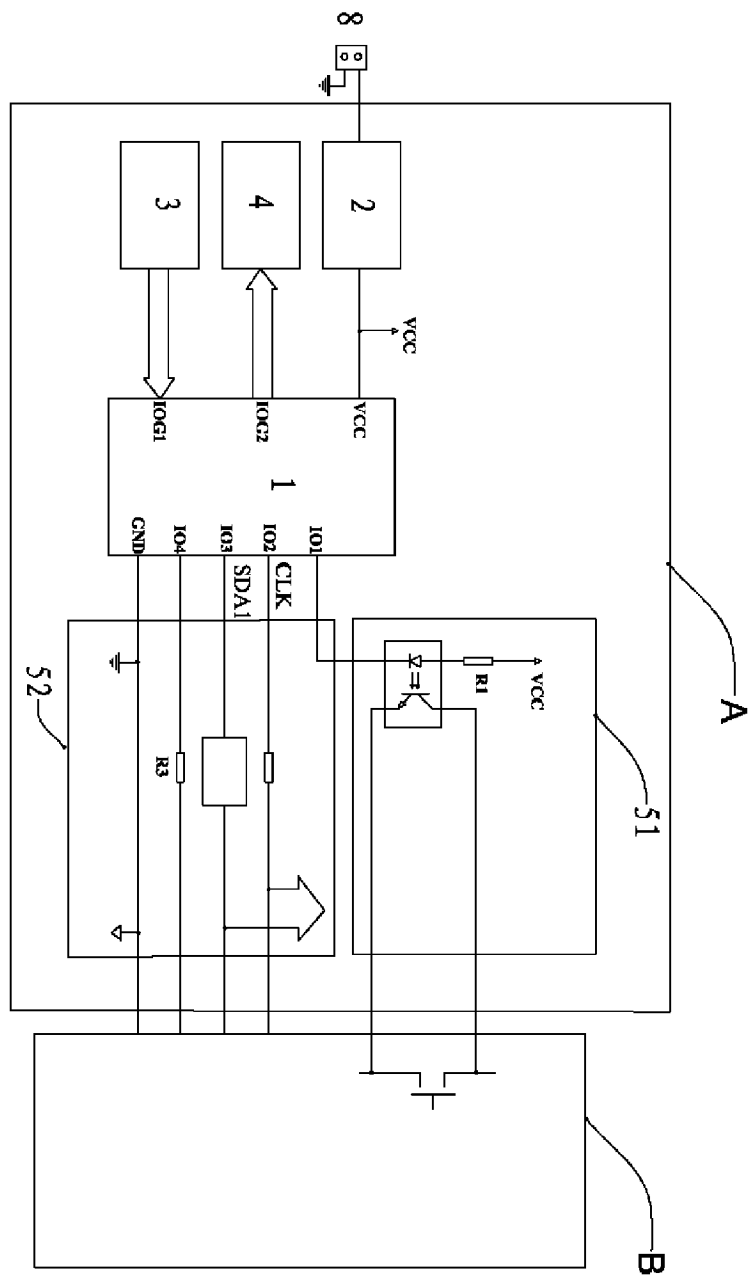 8
3
4
2
VCC
IOG1
IOG2
VCC
1
GND
IO4
IO3
IO2
IO1
SDA1
CLK
52
R3
R1
VCC
51
A
B